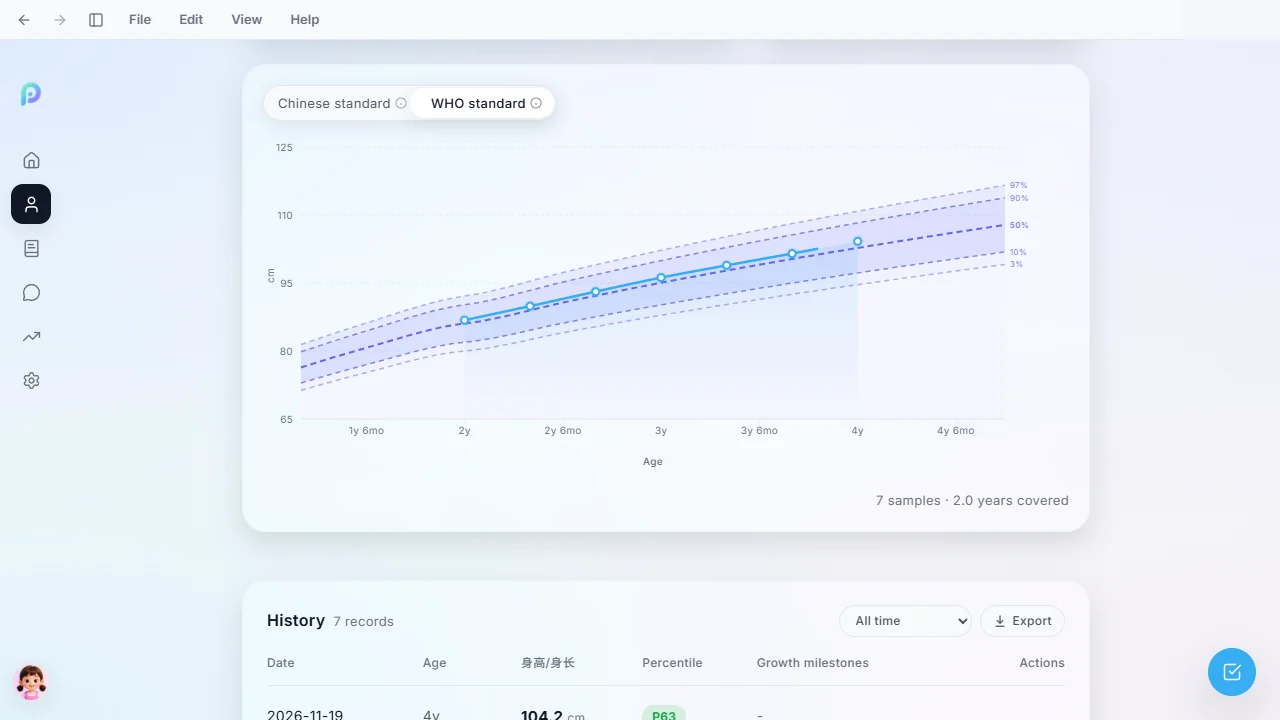 File Edit View Help
Chinese standard WHO standard
125
110
95
80
65
cm
97%
90%
50%
10%
3%
1y 6mo 2y 2y 6mo 3y 3y 6mo 4y 4y 6mo
Age
7 samples · 2.0 years covered
History 7 records All time Export
Date Age 身高/身长 Percentile Growth milestones Actions
2026-11-19 4y 104.2 cm P63 -